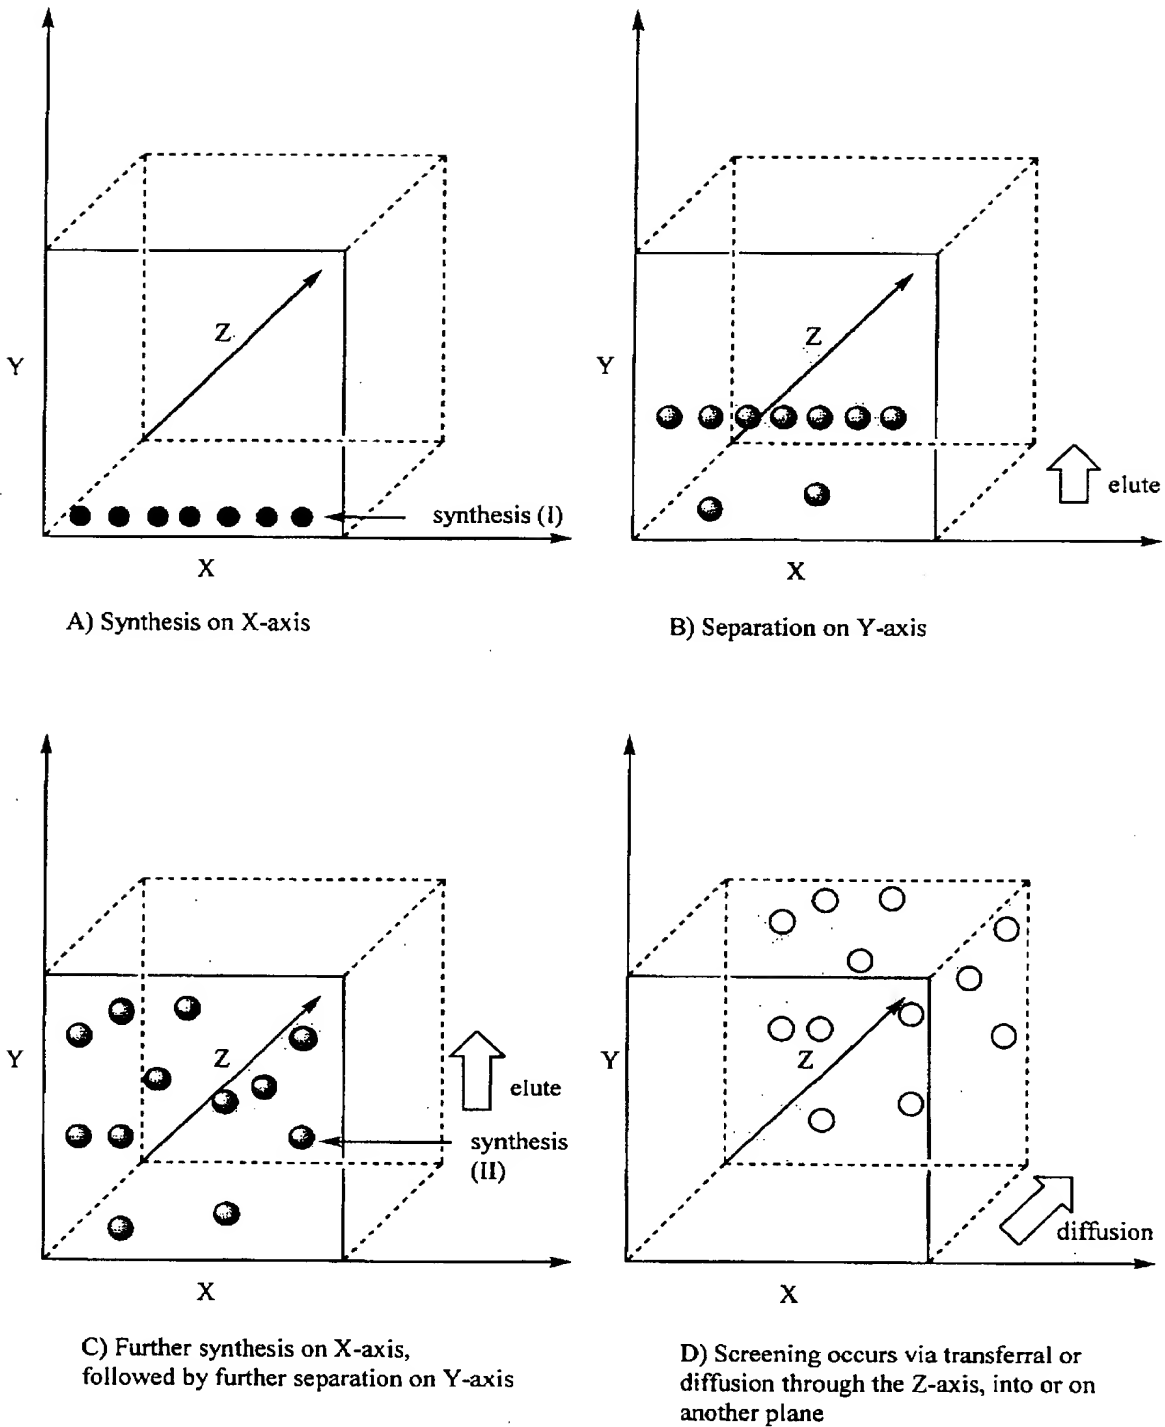 Z
Y
synthesis (I)
X
A) Synthesis on X-axis
Z
Y
elute
X
B) Separation on Y-axis
Z
Y
elute
synthesis
(II)
X
C) Further synthesis on X-axis,
followed by further separation on Y-axis
Z
Y
diffusion
X
D) Screening occurs via transferral or
diffusion through the Z-axis, into or on
another plane